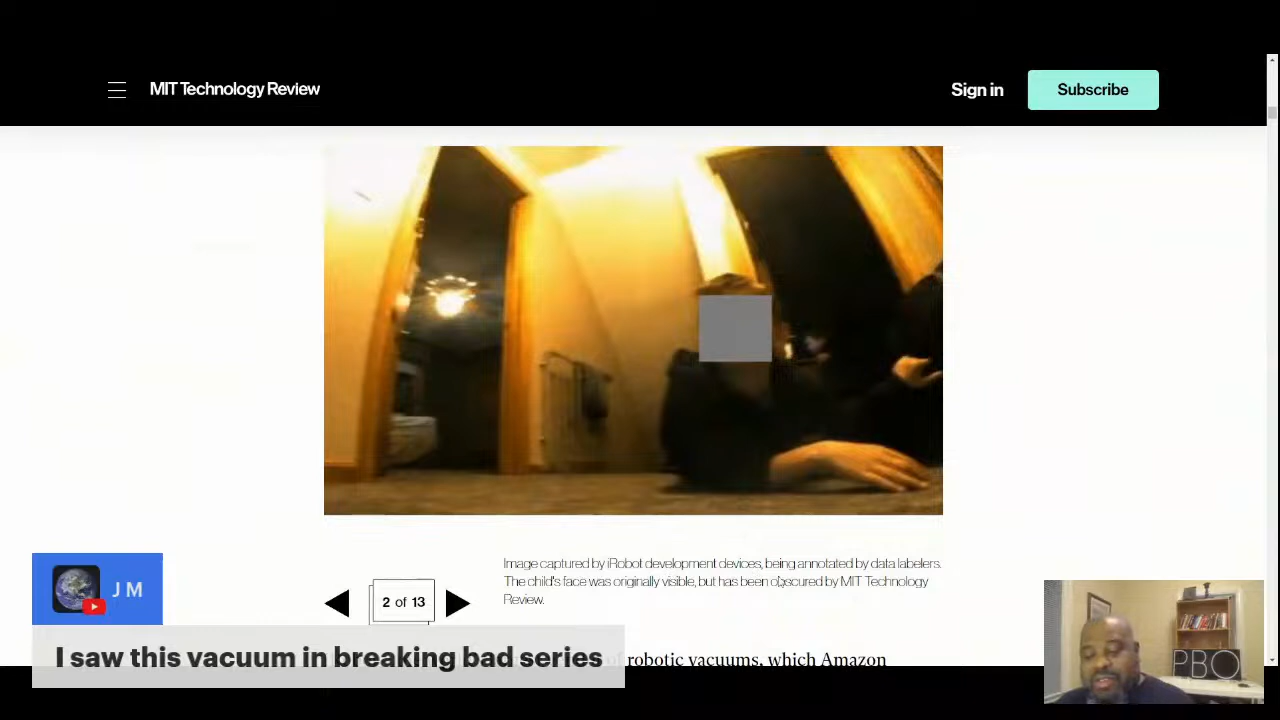 MIT Technology Review
Sign in
Subscribe
Image captured by iRobot development devices, being annotated by data labelers.
The child's face was originally visible, but has been obscured by MIT Technology
Review.
2 of 13
J M
I saw this vacuum in breaking bad series
of robotic vacuums, which Amazon
PBO